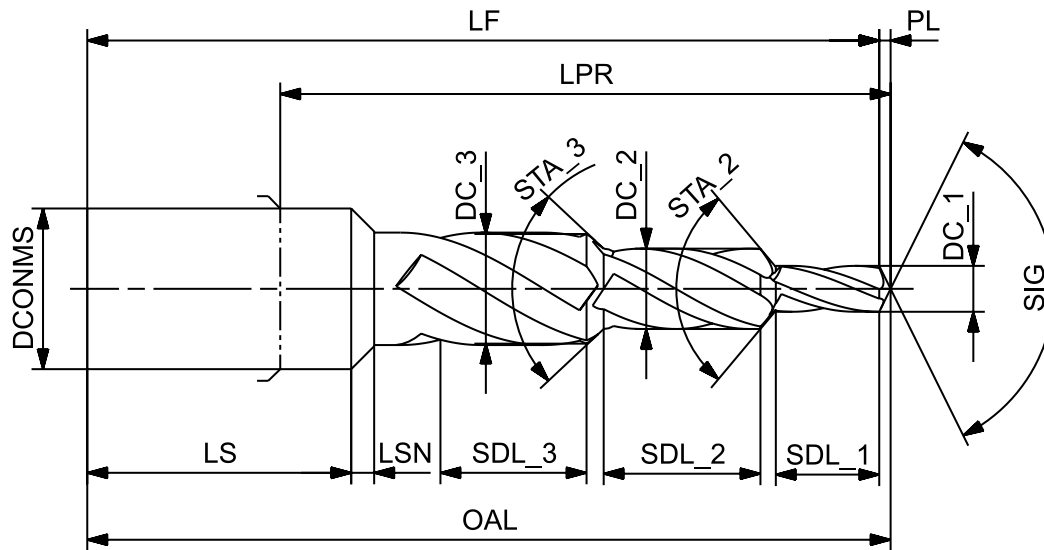 LF
PL
LPR
STA_3
DC_3
DC_2
STA_2
DC_1
DCONMS
SIG
LS
LSN
SDL_3
SDL_2
SDL_1
OAL